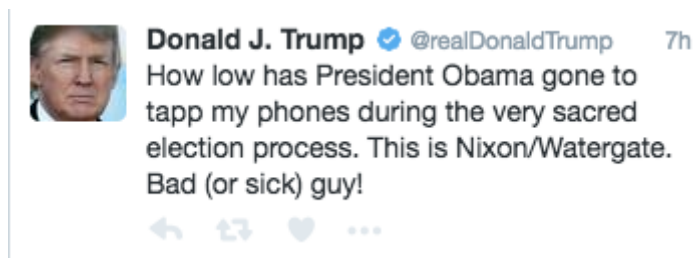 Donald J. Trump @realDonaldTrump 7h
How low has President Obama gone to
tapp my phones during the very sacred
election process. This is Nixon/Watergate.
Bad (or sick) guy!